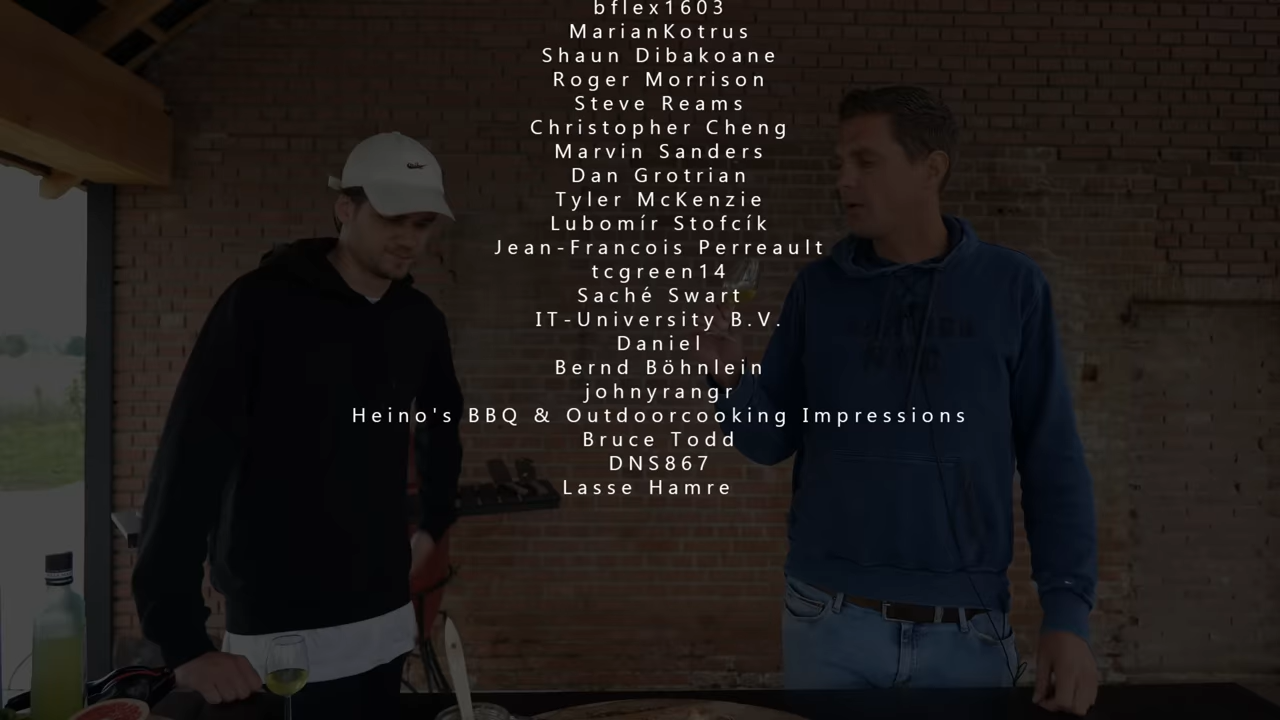 bflex1603
MarianKotrus
Shaun Dibakoane
Roger Morrison
Steve Reams
Christopher Cheng
Marvin Sanders
Dan Grotrian
Tyler McKenzie
Lubomír Stofcík
Jean-Francois Perreault
tcgreen14
Saché Swart
IT-University B.V.
Daniel
Bernd Böhnlein
johnyrangr
Heino's BBQ & Outdoorcooking Impressions
Bruce Todd
DNS867
Lasse Hamre